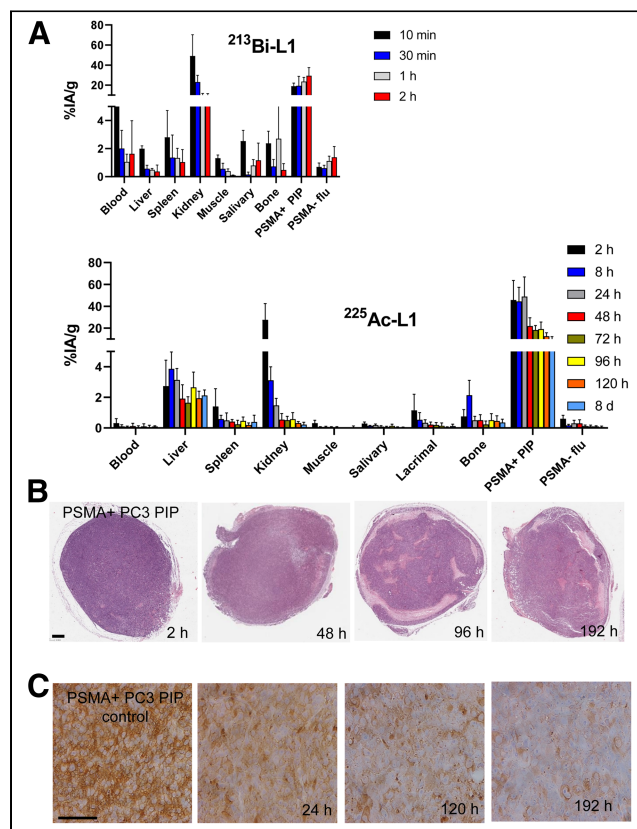 A
213Bi-L1
10 min
30 min
1 h
2 h
%IA/g
80
60
40
20
6
4
2
0
Blood
Liver
Spleen
Kidney
Muscle
Salivary
Bone
PSMA+ PIP
PSMA- flu
225Ac-L1
2 h
8 h
24 h
48 h
72 h
96 h
120 h
8 d
%IA/g
80
60
40
20
4
2
0
Blood
Liver
Spleen
Kidney
Muscle
Salivary
Lacrimal
Bone
PSMA+ PIP
PSMA- flu
B
PSMA+ PC3 PIP
2 h
48 h
96 h
192 h
C
PSMA+ PC3 PIP
control
24 h
120 h
192 h